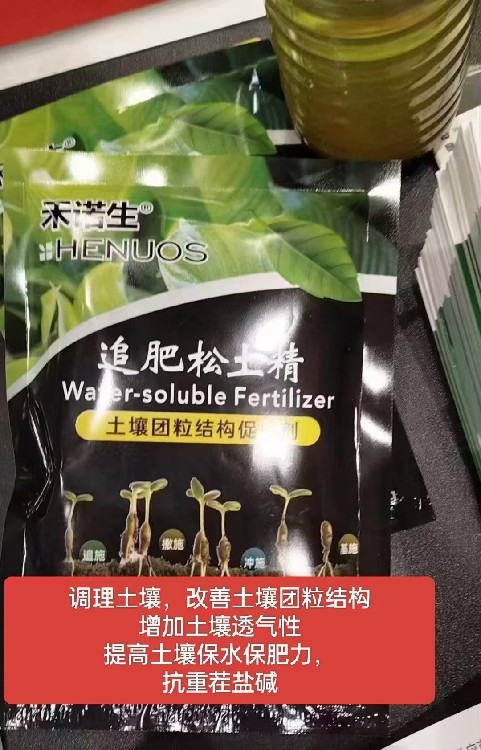 禾诺生®
HENUOS
追肥松土精
Water-soluble Fertilizer
土壤团粒结构促剂
追施
撒施
冲施
基施
调理土壤，改善土壤团粒结构
增加土壤透气性
提高土壤保水保肥力，
抗重茬盐碱